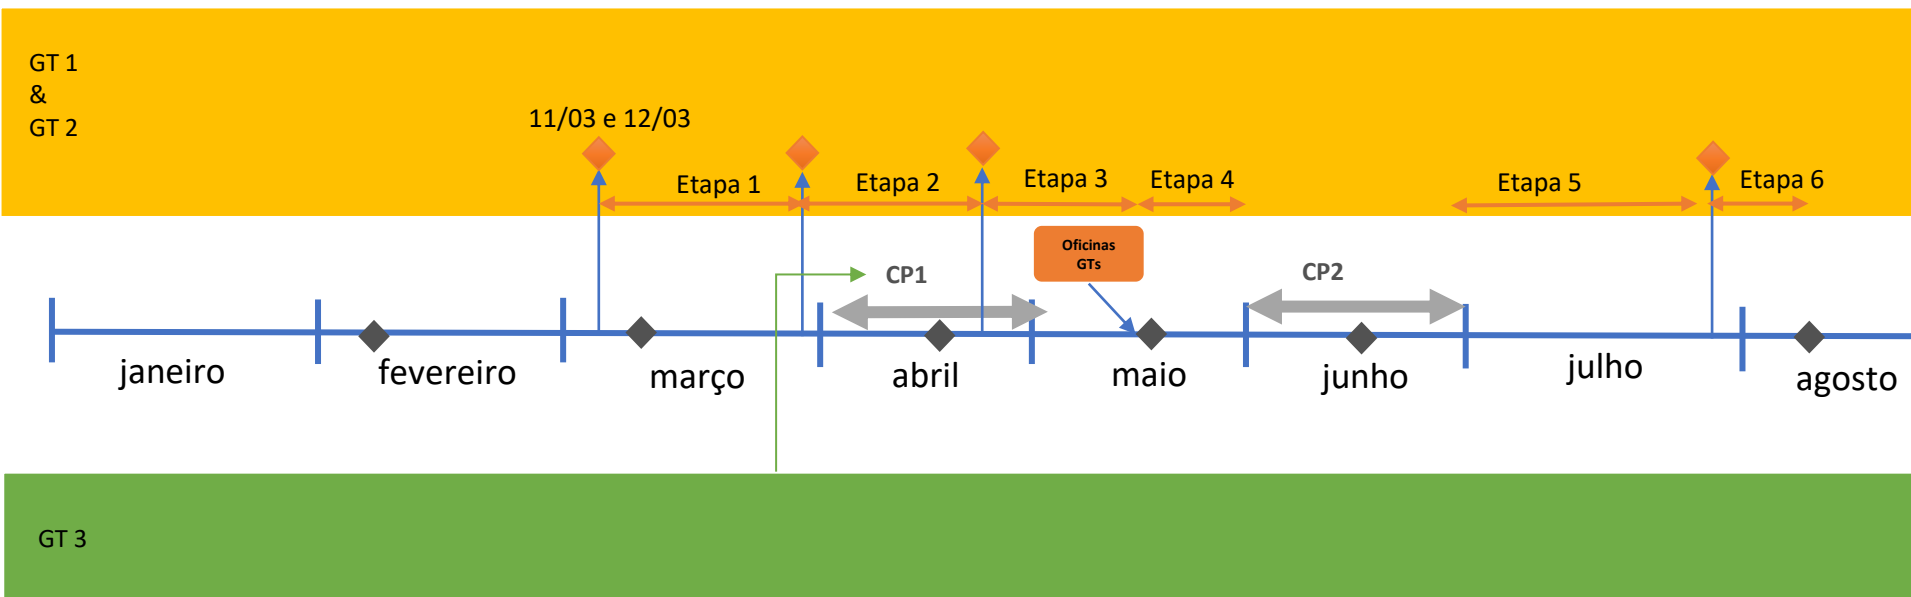 GT 1
&
GT 2
11/03 e 12/03
Etapa 1
Etapa 2
Etapa 3
Etapa 4
Etapa 5
Etapa 6
Oficinas
GTs
CP1
CP2
janeiro
fevereiro
março
abril
maio
junho
julho
agosto
GT 3